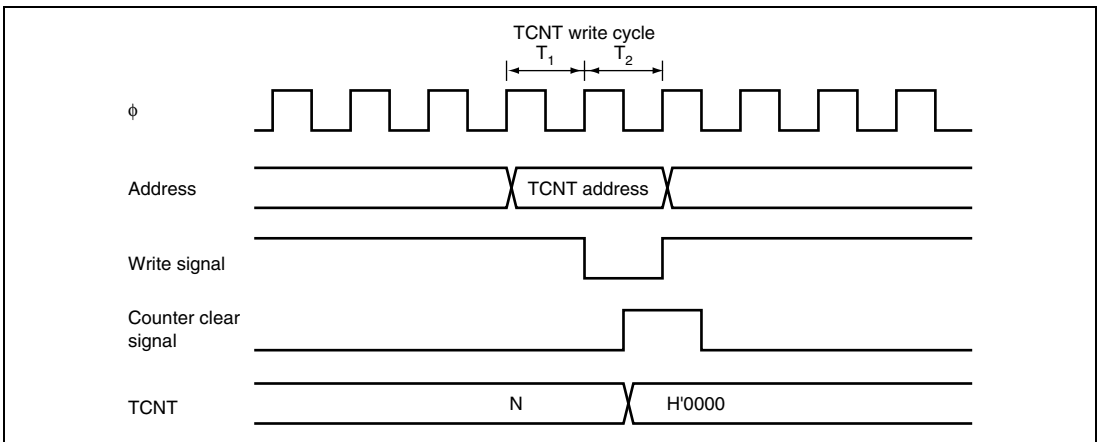 TCNT write cycle
T1 T2
ϕ
Address
TCNT address
Write signal
Counter clear
signal
TCNT
N
H'0000